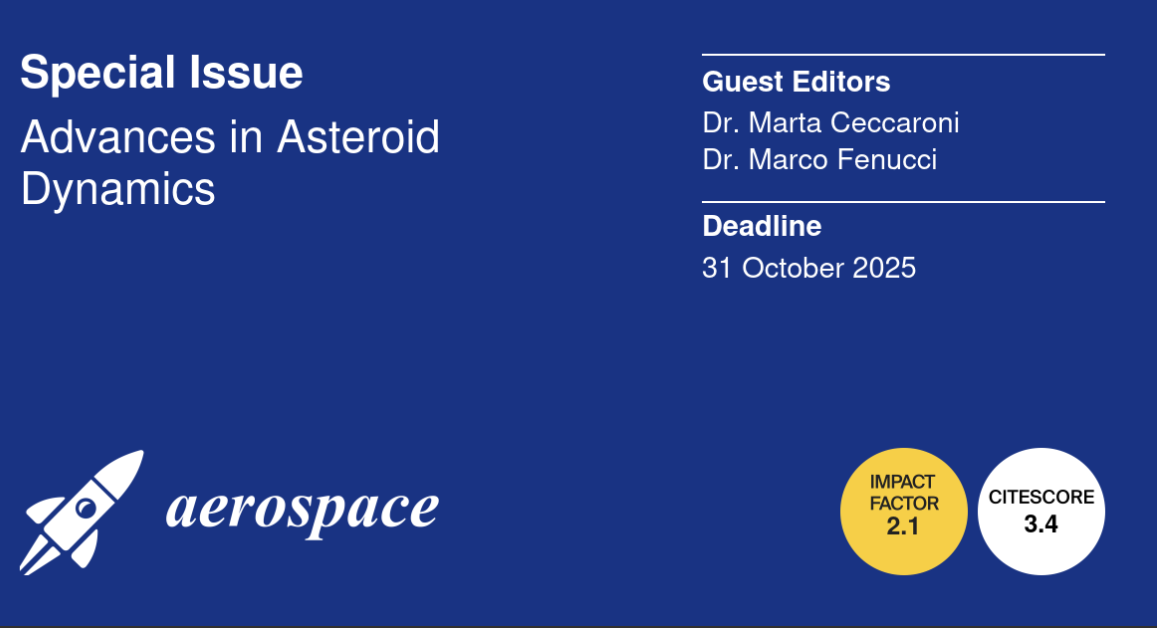 Special Issue
Advances in Asteroid
Dynamics
Guest Editors
Dr. Marta Ceccaroni
Dr. Marco Fenucci
Deadline
31 October 2025
aerospace
IMPACT
FACTOR
2.1
CITESCORE
3.4